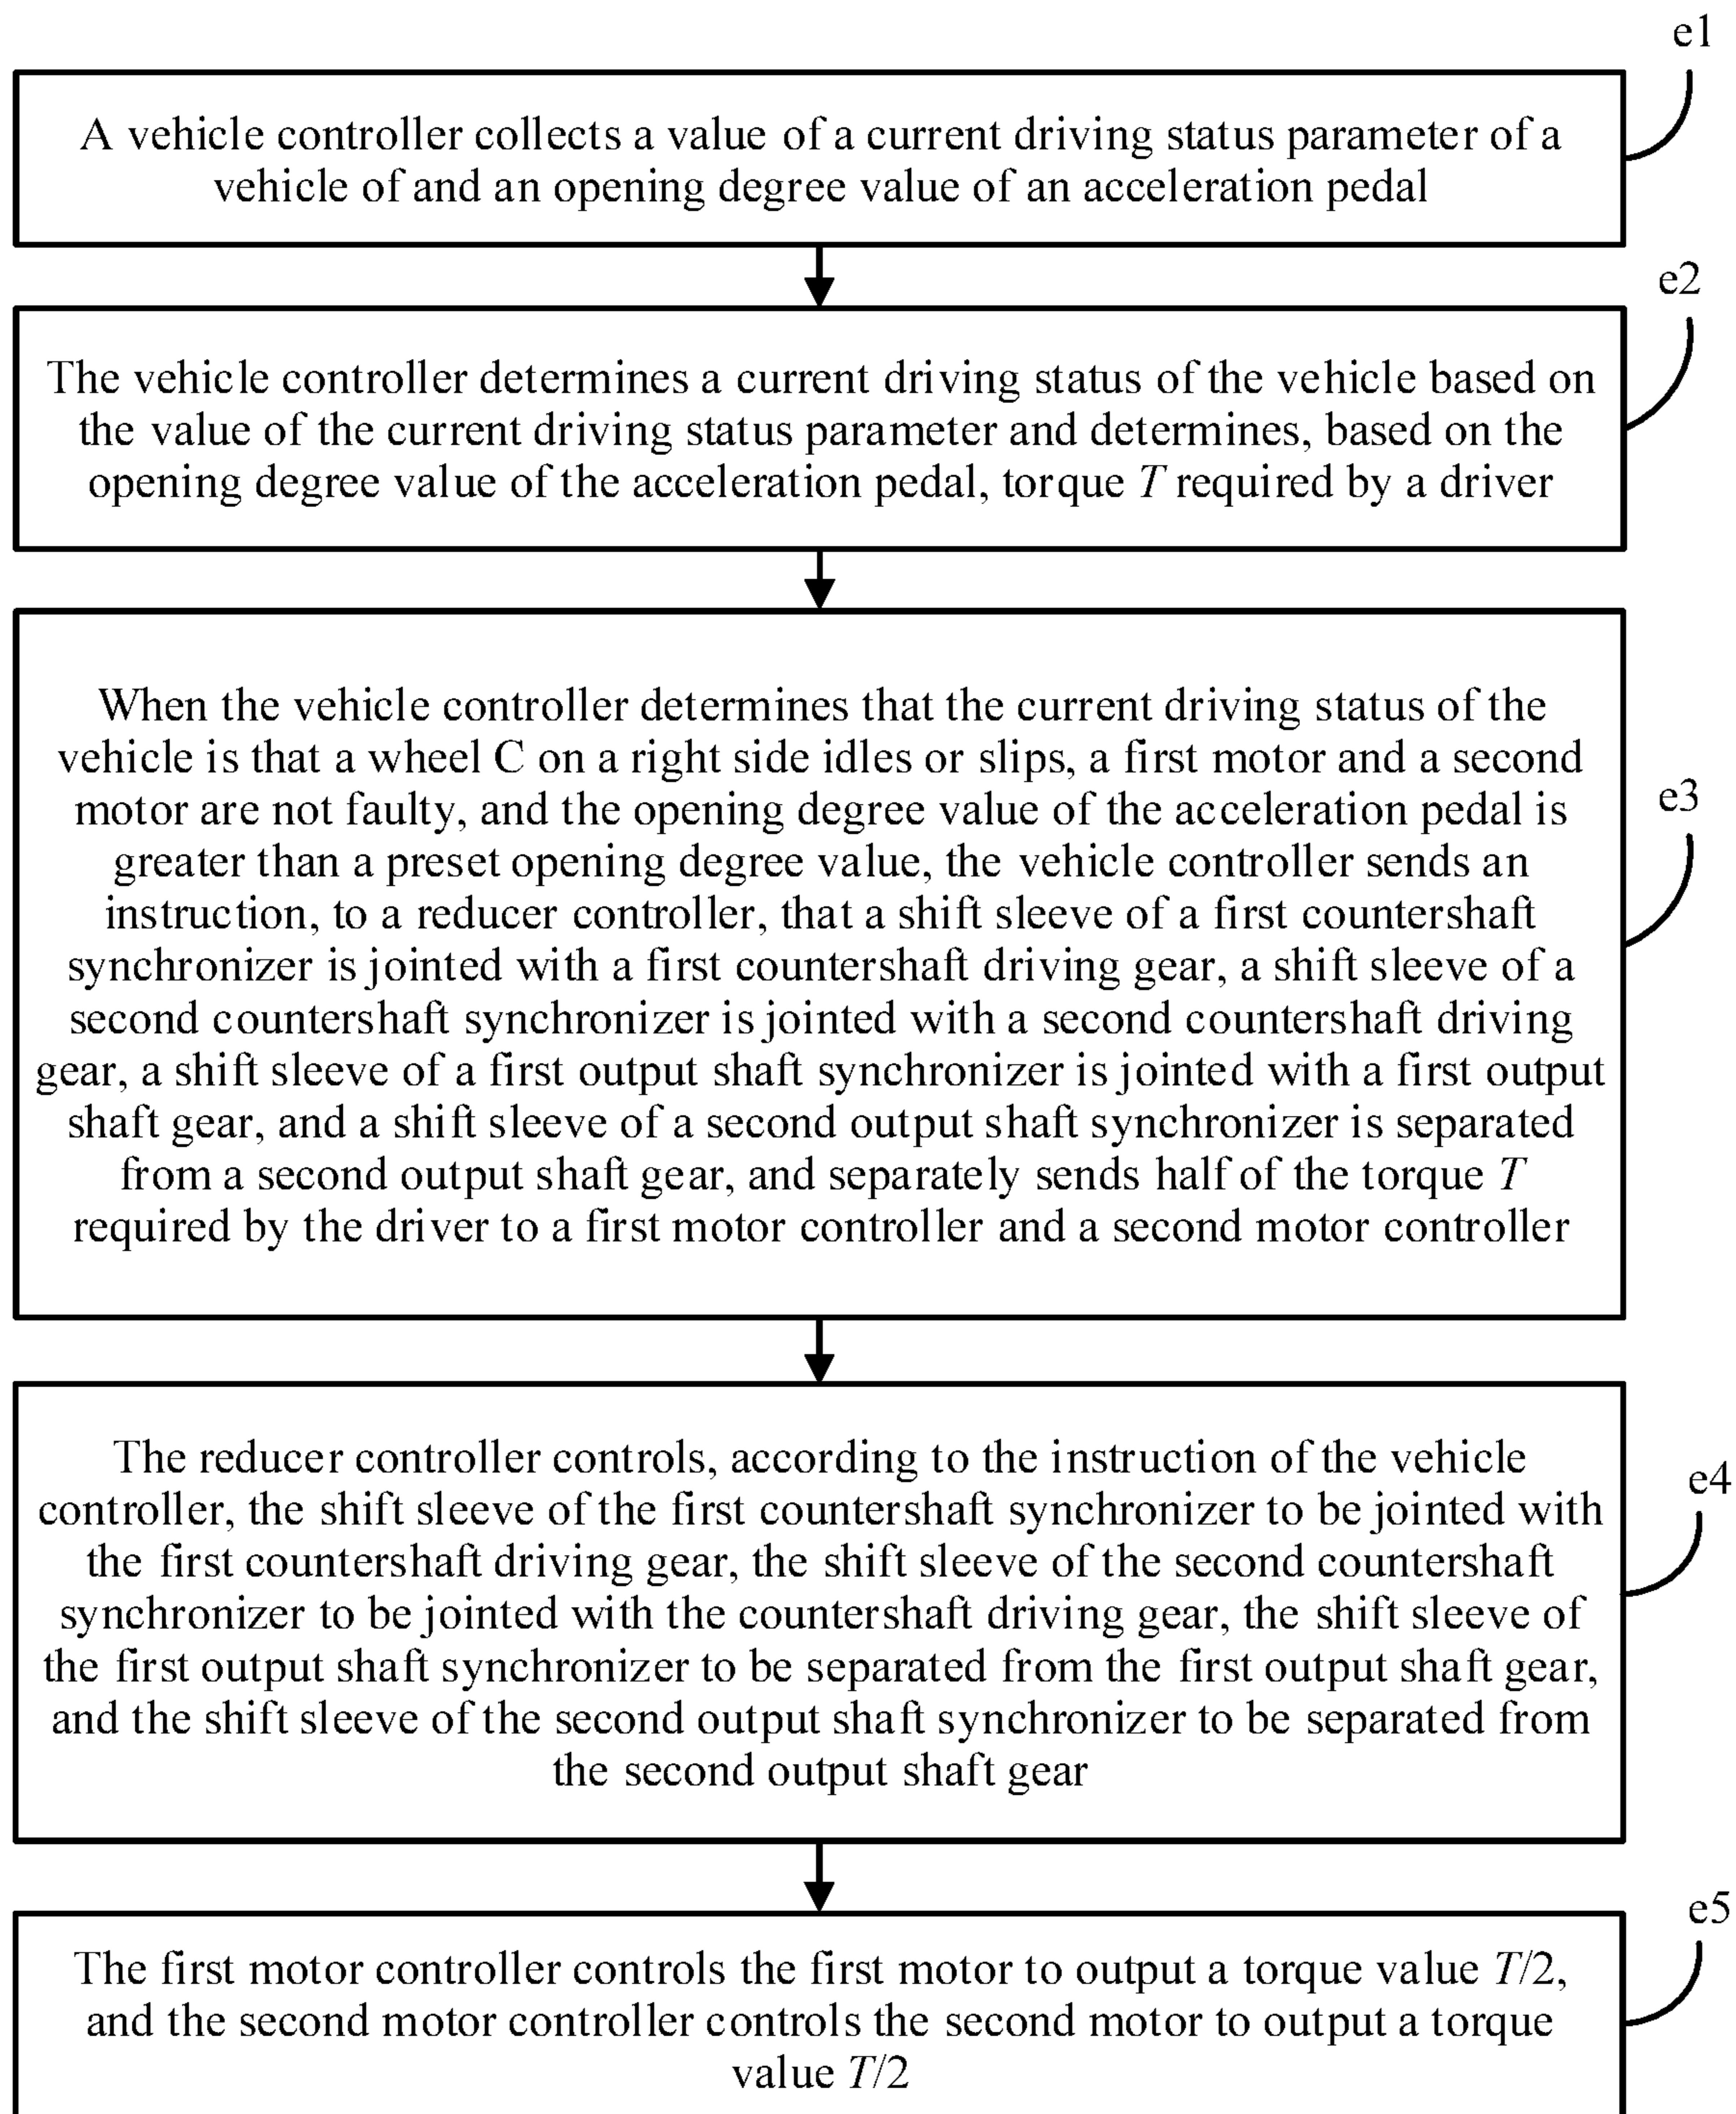 e1
A vehicle controller collects a value of a current driving status parameter of a
vehicle of and an opening degree value of an acceleration pedal
e2
The vehicle controller determines a current driving status of the vehicle based on
the value of the current driving status parameter and determines, based on the
opening degree value of the acceleration pedal, torque T required by a driver
e3
When the vehicle controller determines that the current driving status of the
vehicle is that a wheel C on a right side idles or slips, a first motor and a second
motor are not faulty, and the opening degree value of the acceleration pedal is
greater than a preset opening degree value, the vehicle controller sends an
instruction, to a reducer controller, that a shift sleeve of a first countershaft
synchronizer is jointed with a first countershaft driving gear, a shift sleeve of a
second countershaft synchronizer is jointed with a second countershaft driving
gear, a shift sleeve of a first output shaft synchronizer is jointed with a first output
shaft gear, and a shift sleeve of a second output shaft synchronizer is separated
from a second output shaft gear, and separately sends half of the torque T
required by the driver to a first motor controller and a second motor controller
e4
The reducer controller controls, according to the instruction of the vehicle
controller, the shift sleeve of the first countershaft synchronizer to be jointed with
the first countershaft driving gear, the shift sleeve of the second countershaft
synchronizer to be jointed with the countershaft driving gear, the shift sleeve of
the first output shaft synchronizer to be separated from the first output shaft gear,
and the shift sleeve of the second output shaft synchronizer to be separated from
the second output shaft gear
e5
The first motor controller controls the first motor to output a torque value T/2,
and the second motor controller controls the second motor to output a torque
value T/2